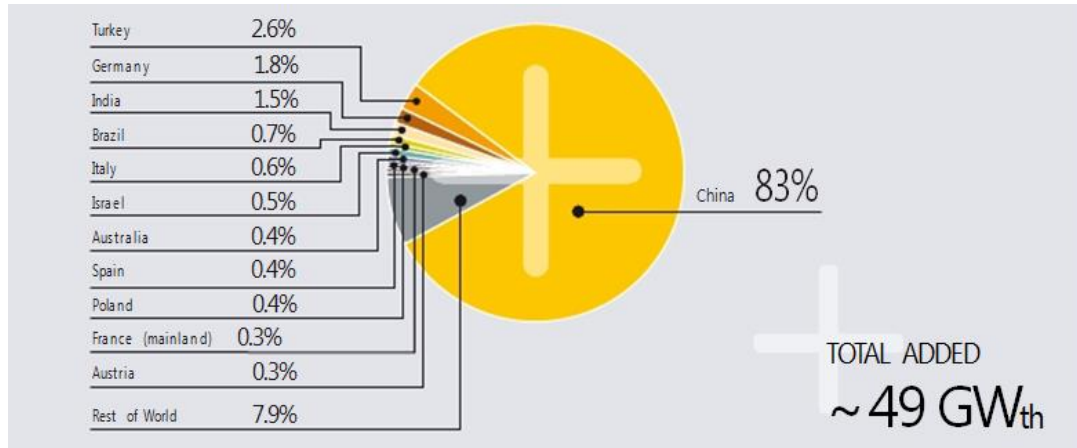 Turkey 2.6%
Germany 1.8%
India 1.5%
Brazil 0.7%
Italy 0.6%
Israel 0.5%
Australia 0.4%
Spain 0.4%
Poland 0.4%
France (mainland) 0.3%
Austria 0.3%
Rest of World 7.9%
China 83%
TOTAL ADDED
~49 GWth